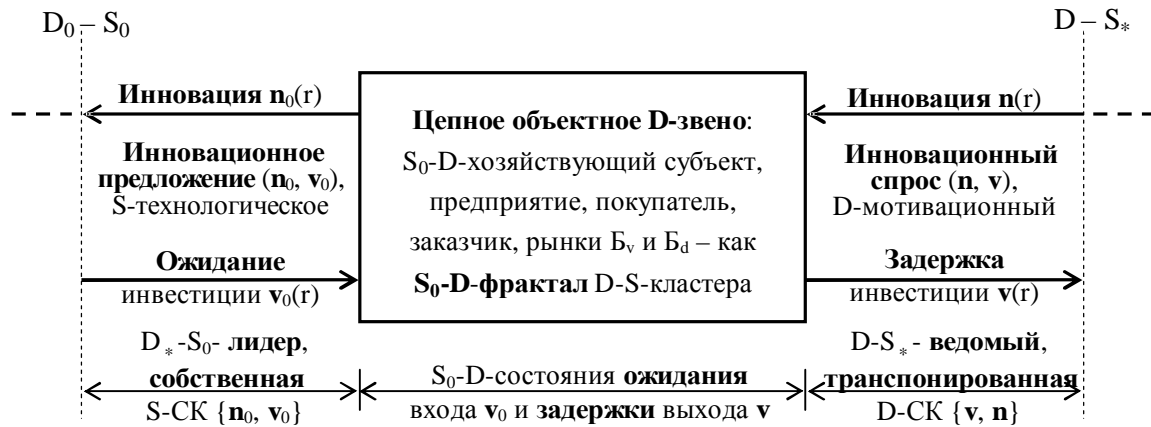 D₀ – S₀
D – S*
Инновация n₀(r)
Инновационное
предложение (n₀, v₀),
S-технологическое
Ожидание
инвестиции v₀(r)
D*-S₀- лидер,
собственная
S-СК {n₀, v₀}
Цепное объектное D-звено:
S₀-D-хозяйствующий субъект,
предприятие, покупатель,
заказчик, рынки Бᵥ и Б_d – как
S₀-D-фрактал D-S-кластера
S₀-D-состояния ожидания
входа v₀ и задержки выхода v
Инновация n(r)
Инновационный
спрос (n, v),
D-мотивационный
Задержка
инвестиции v(r)
D-S*- ведомый,
транспонированная
D-СК {v, n}